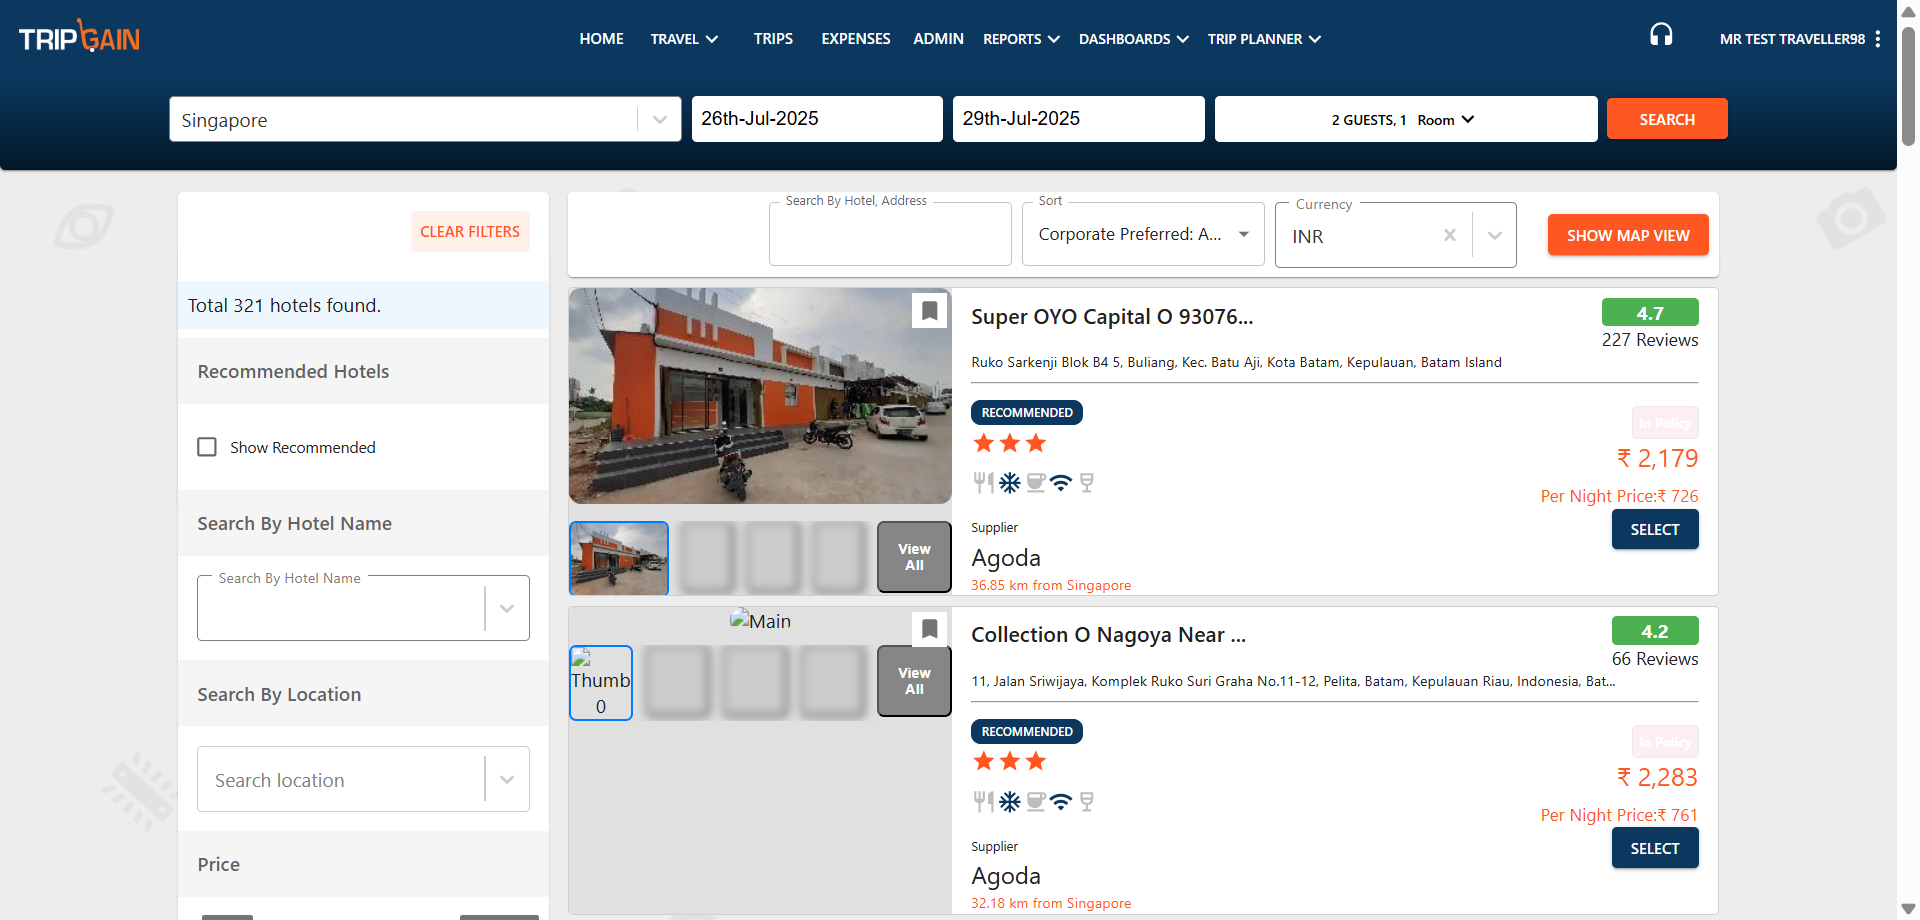 TRIPGAIN
HOME TRAVEL TRIPS EXPENSES ADMIN REPORTS DASHBOARDS TRIP PLANNER
MR TEST TRAVELLER98
Singapore
26th-Jul-2025
29th-Jul-2025
2 GUESTS, 1 Room
SEARCH
CLEAR FILTERS
Total 321 hotels found.
Recommended Hotels
Show Recommended
Search By Hotel Name
Search By Hotel Name
Search By Location
Search location
Price
Search By Hotel, Address
Sort
Corporate Preferred: A...
Currency
INR
SHOW MAP VIEW
Super OYO Capital O 93076...
4.7
227 Reviews
Ruko Sarkenji Blok B4 5, Buliang, Kec. Batu Aji, Kota Batam, Kepulauan, Batam Island
RECOMMENDED
In Policy
₹ 2,179
Per Night Price:₹ 726
SELECT
Supplier
Agoda
36.85 km from Singapore
View
All
Main
Thumb
0
View
All
Collection O Nagoya Near ...
4.2
66 Reviews
11, Jalan Sriwijaya, Komplek Ruko Suri Graha No.11-12, Pelita, Batam, Kepulauan Riau, Indonesia, Bat...
RECOMMENDED
In Policy
₹ 2,283
Per Night Price:₹ 761
SELECT
Supplier
Agoda
32.18 km from Singapore